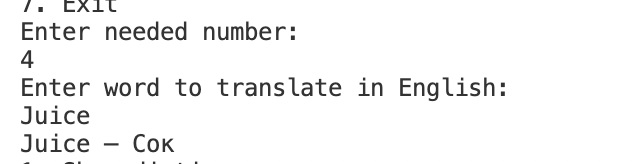 7. Exit
Enter needed number:
4
Enter word to translate in English:
Juice
Juice – Сок